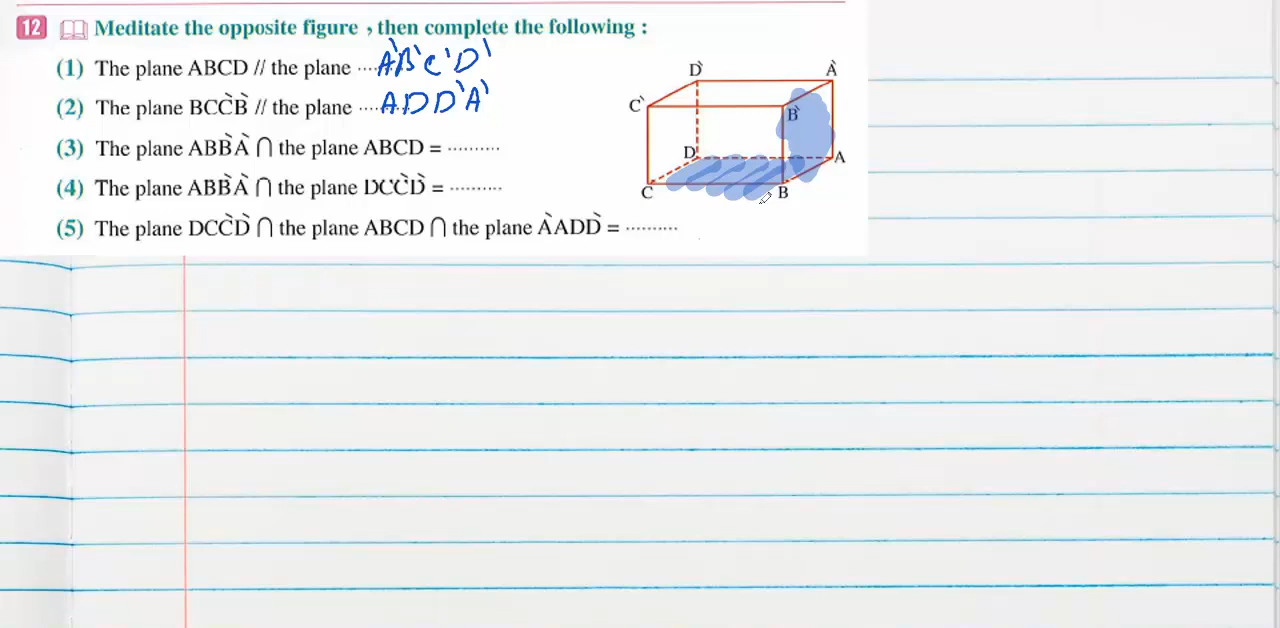 12 Meditate the opposite figure , then complete the following :
(1) The plane ABCD // the plane ···· A`B`C`D`
(2) The plane BCC̀B̀ // the plane ···· ADD`A`
(3) The plane ABB̀À ∩ the plane ABCD = ··········
(4) The plane ABB̀À ∩ the plane DCC̀D̀ = ··········
(5) The plane DCC̀D̀ ∩ the plane ABCD ∩ the plane ÀADD̀ = ··········
D̀ À
C̀ B̀
D A
C B